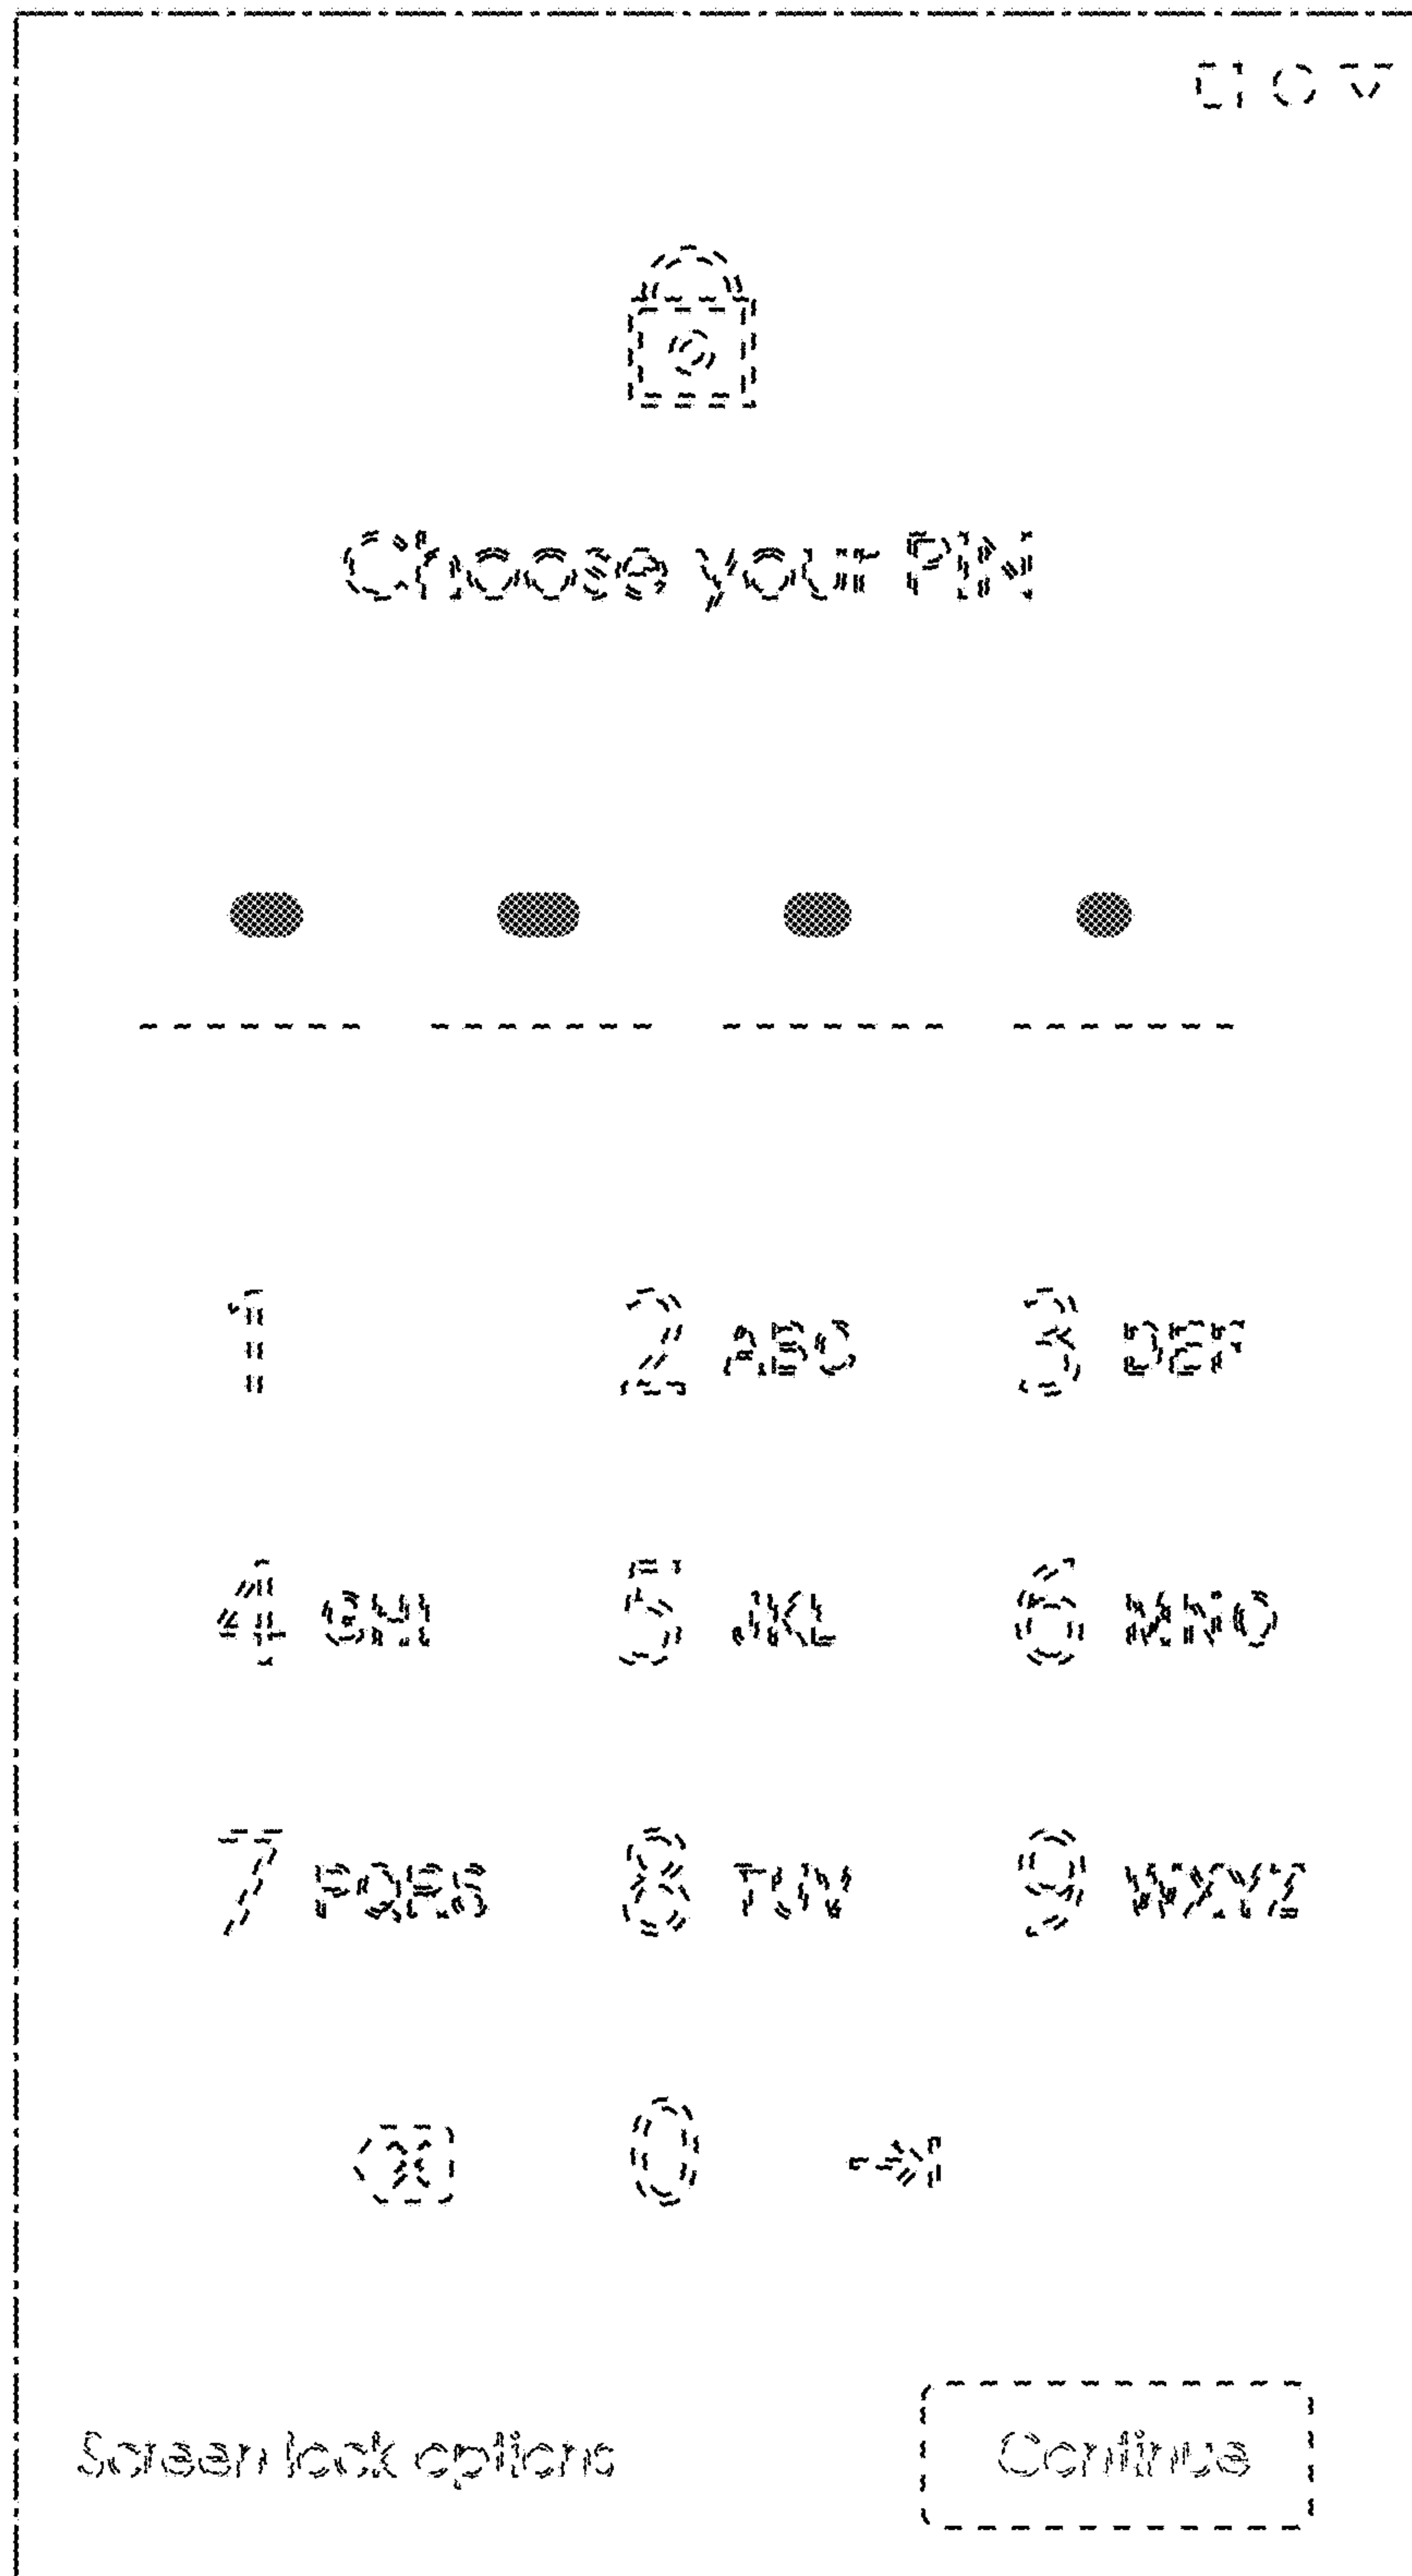 Choose your PIN
1 2 ABC 3 DEF
4 GHI 5 JKL 6 MNO
7 PQRS 8 TUV 9 WXYZ
0
Screen lock options Continue